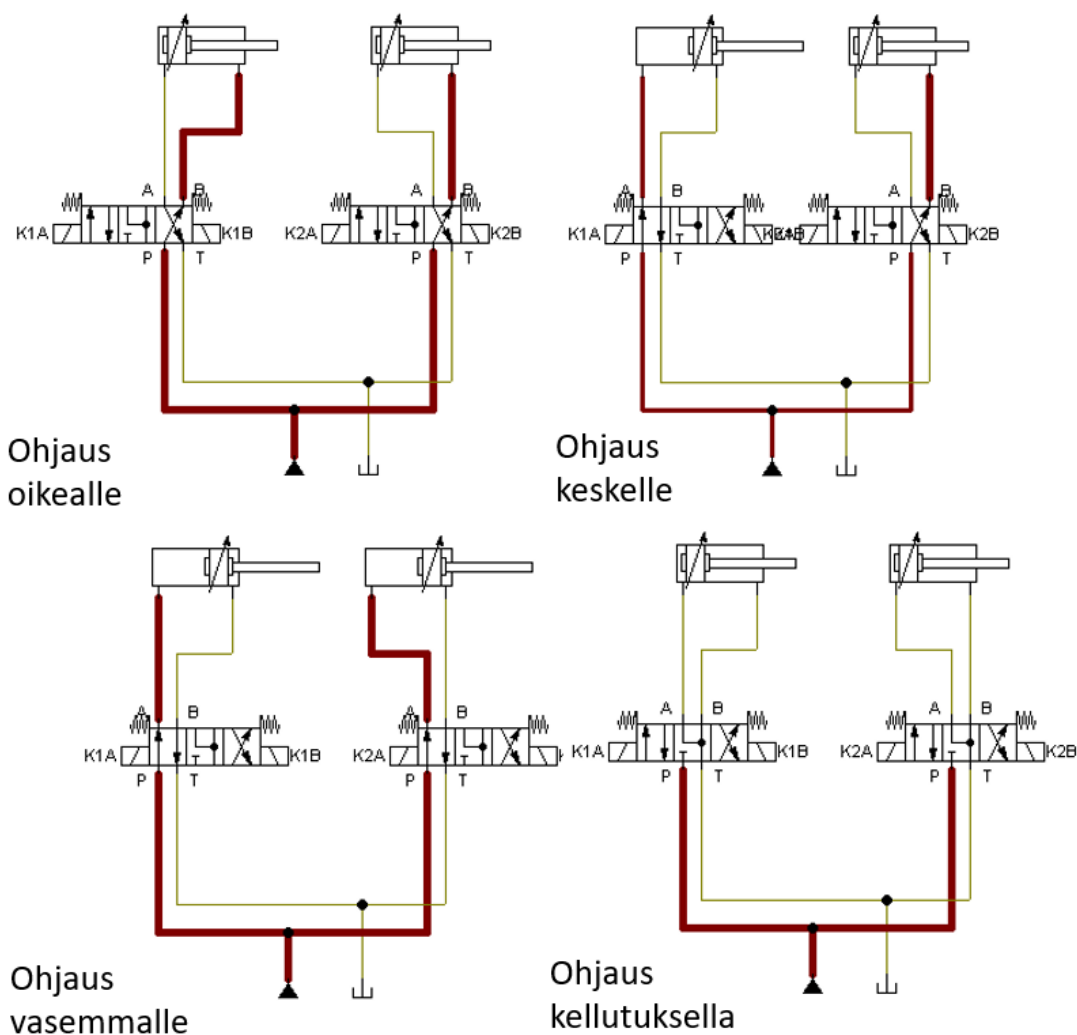 A B A B
K1A T K1B K2A T K2B
P T P T
Ohjaus
oikealle
A B A B
K1A T T K2B
P T P T
Ohjaus
keskelle
A B A B
K1A T K1B K2A T
P T P T
Ohjaus
vasemmalle
A B A B
K1A T K1B K2A T K2B
P T P T
Ohjaus
kellutuksella